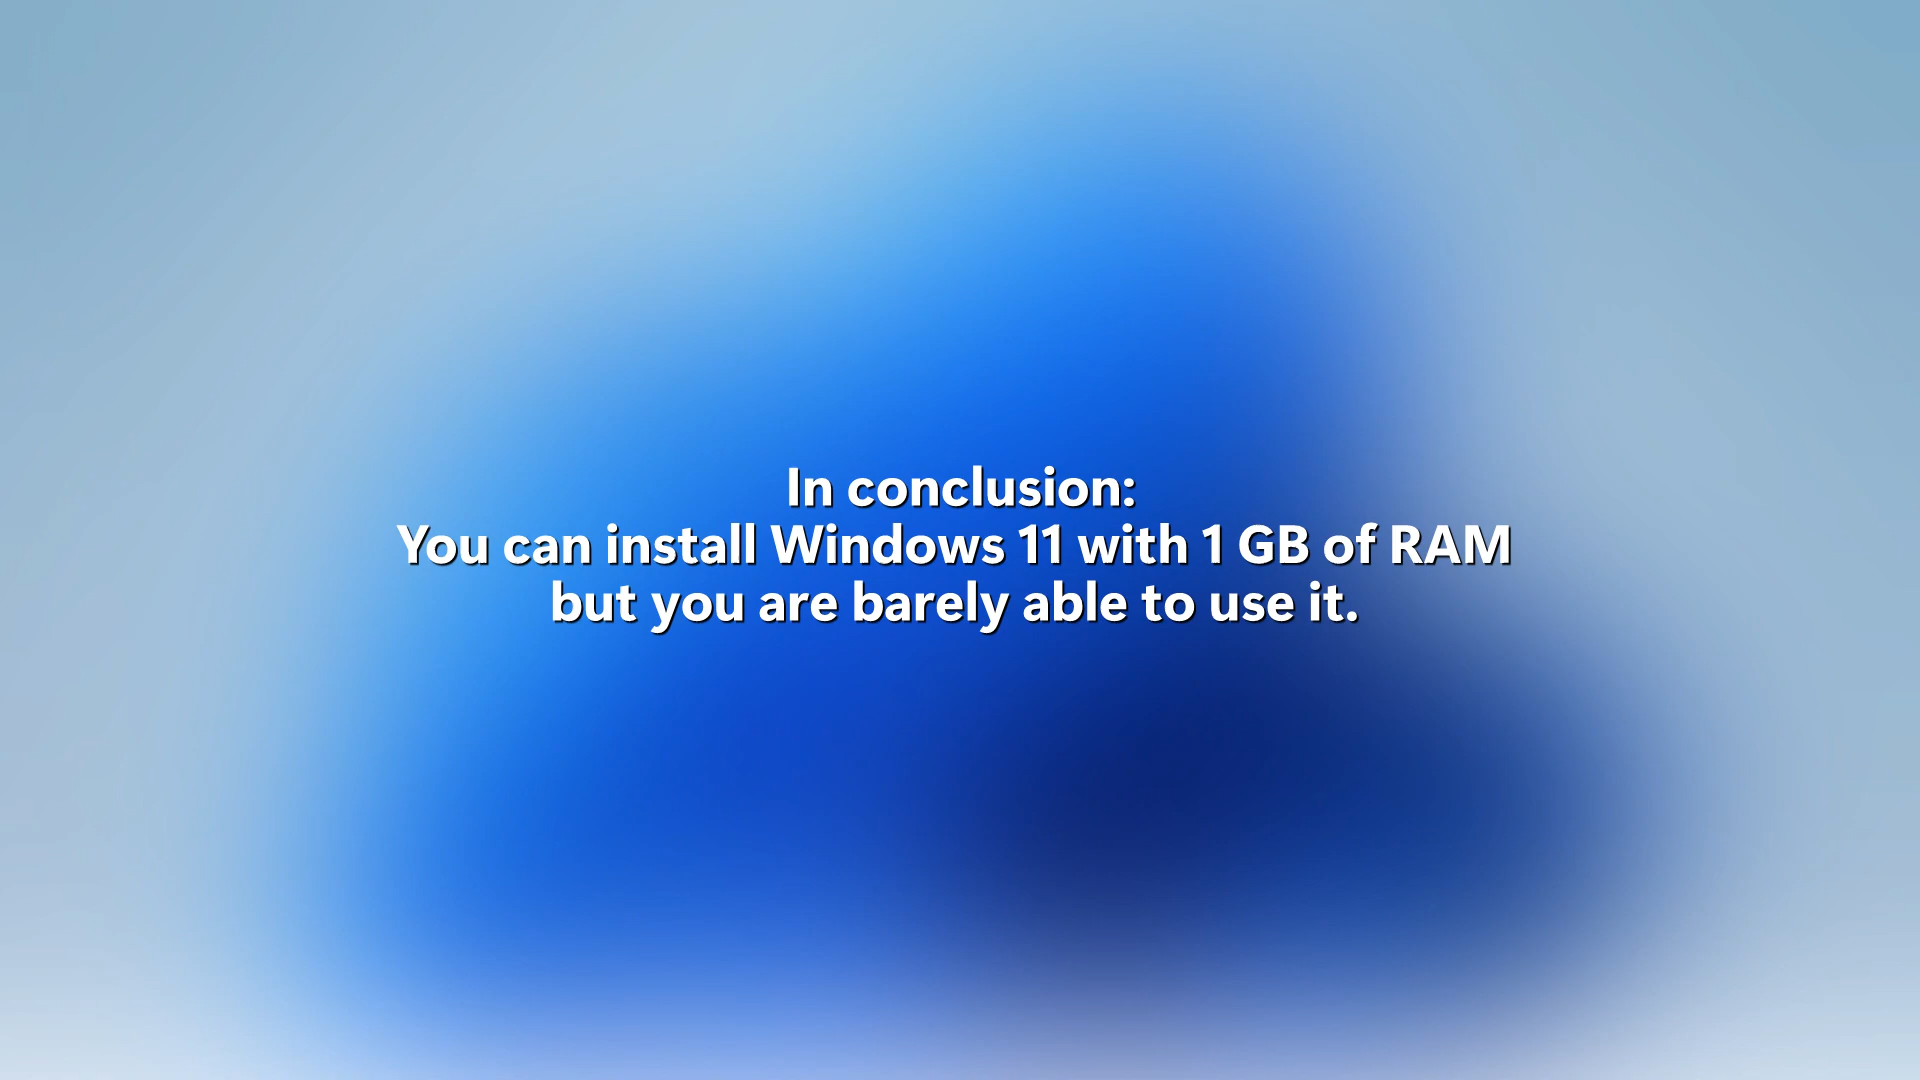 In conclusion:
You can install Windows 11 with 1 GB of RAM
but you are barely able to use it.